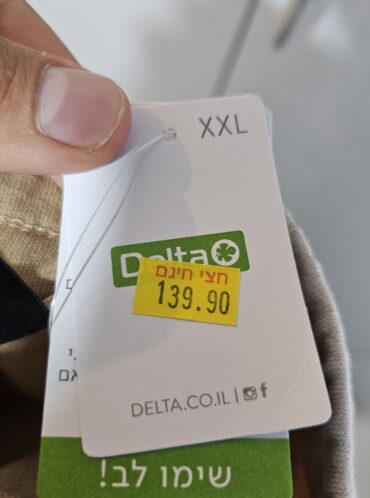 XXL
Delta
חצי חינם
139.90
DELTA.CO.IL |
שימו לב!